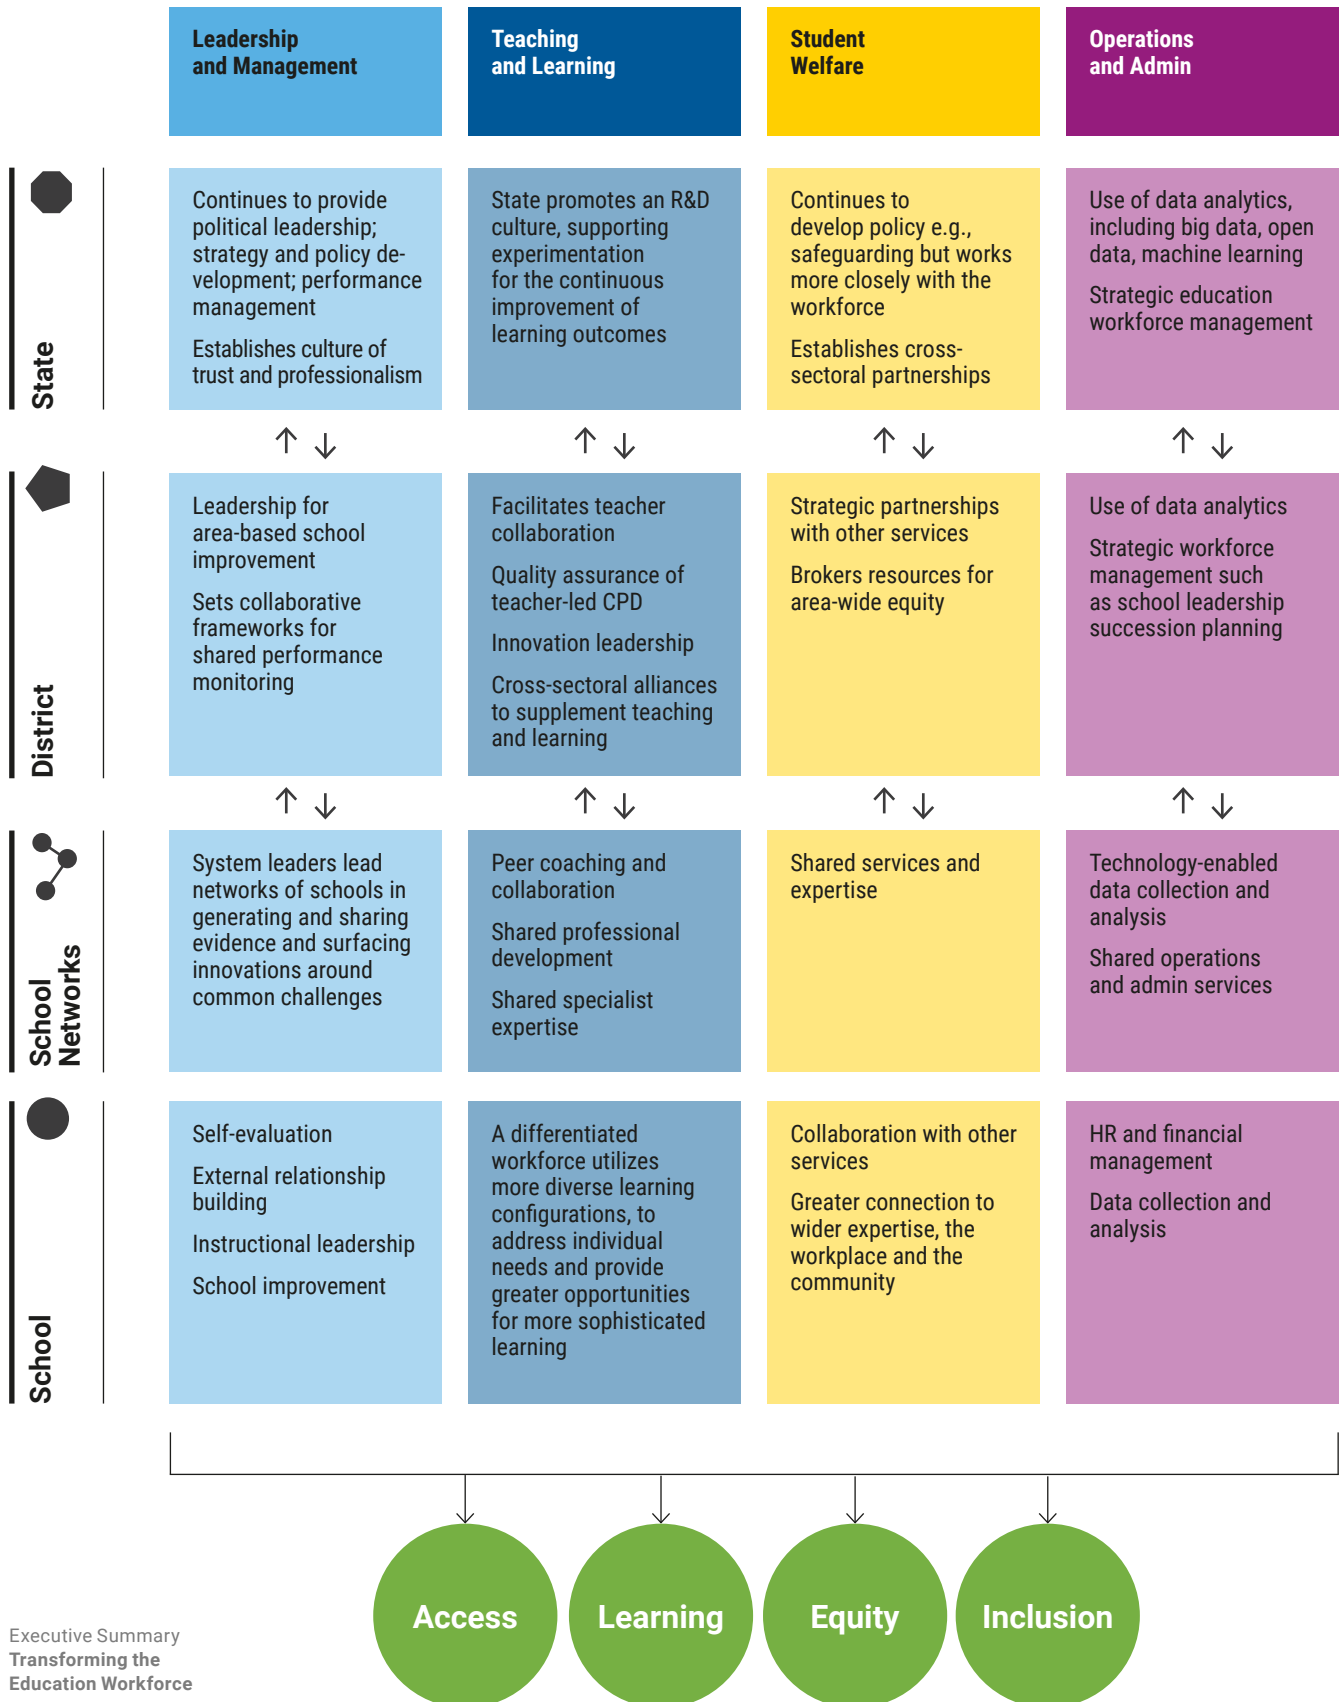 Leadership
and Management
Teaching
and Learning
Student
Welfare
Operations
and Admin
State
Continues to provide
political leadership;
strategy and policy de-
velopment; performance
management
Establishes culture of
trust and professionalism
State promotes an R&D
culture, supporting
experimentation
for the continuous
improvement of
learning outcomes
Continues to
develop policy e.g.,
safeguarding but works
more closely with the
workforce
Establishes cross-
sectoral partnerships
Use of data analytics,
including big data, open
data, machine learning
Strategic education
workforce management
District
Leadership for
area-based school
improvement
Sets collaborative
frameworks for
shared performance
monitoring
Facilitates teacher
collaboration
Quality assurance of
teacher-led CPD
Innovation leadership
Cross-sectoral alliances
to supplement teaching
and learning
Strategic partnerships
with other services
Brokers resources for
area-wide equity
Use of data analytics
Strategic workforce
management such
as school leadership
succession planning
School
Networks
System leaders lead
networks of schools in
generating and sharing
evidence and surfacing
innovations around
common challenges
Peer coaching and
collaboration
Shared professional
development
Shared specialist
expertise
Shared services and
expertise
Technology-enabled
data collection and
analysis
Shared operations
and admin services
School
Self-evaluation
External relationship
building
Instructional leadership
School improvement
A differentiated
workforce utilizes
more diverse learning
configurations, to
address individual
needs and provide
greater opportunities
for more sophisticated
learning
Collaboration with other
services
Greater connection to
wider expertise, the
workplace and the
community
HR and financial
management
Data collection and
analysis
Access
Learning
Equity
Inclusion
Executive Summary
Transforming the
Education Workforce